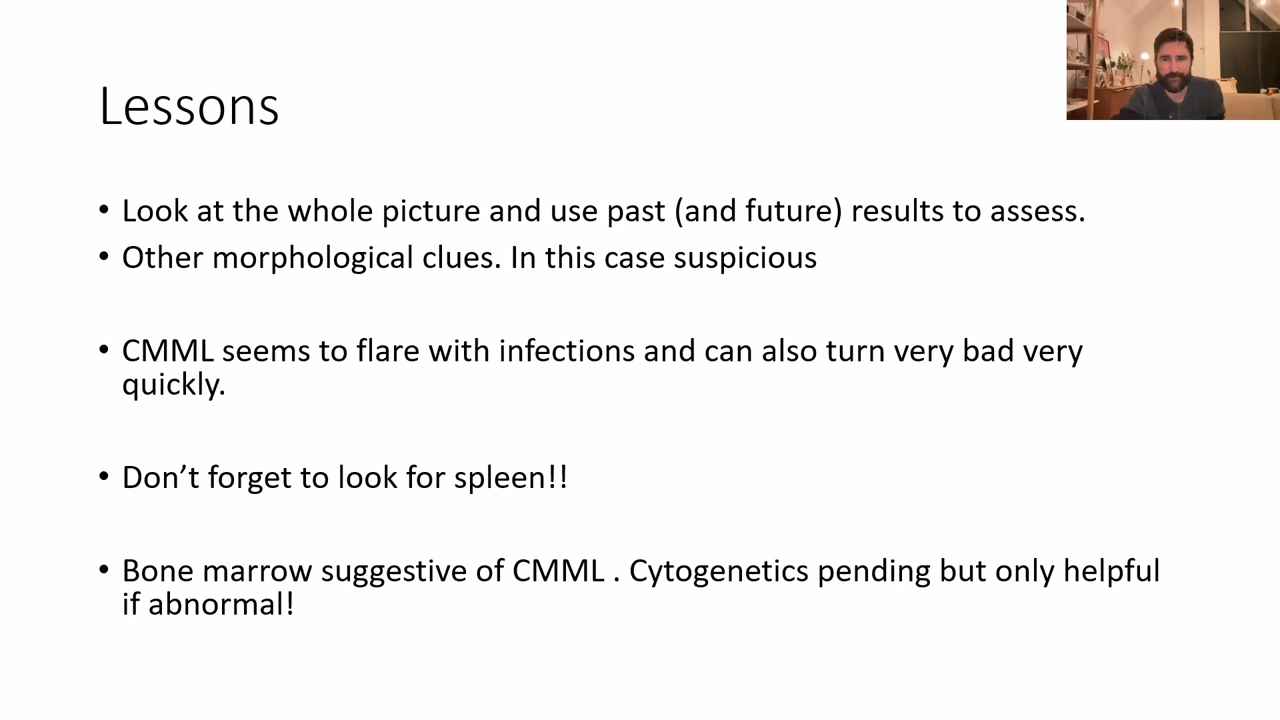 Lessons
• Look at the whole picture and use past (and future) results to assess.
• Other morphological clues. In this case suspicious
• CMML seems to flare with infections and can also turn very bad very
quickly.
• Don’t forget to look for spleen!!
• Bone marrow suggestive of CMML . Cytogenetics pending but only helpful
if abnormal!